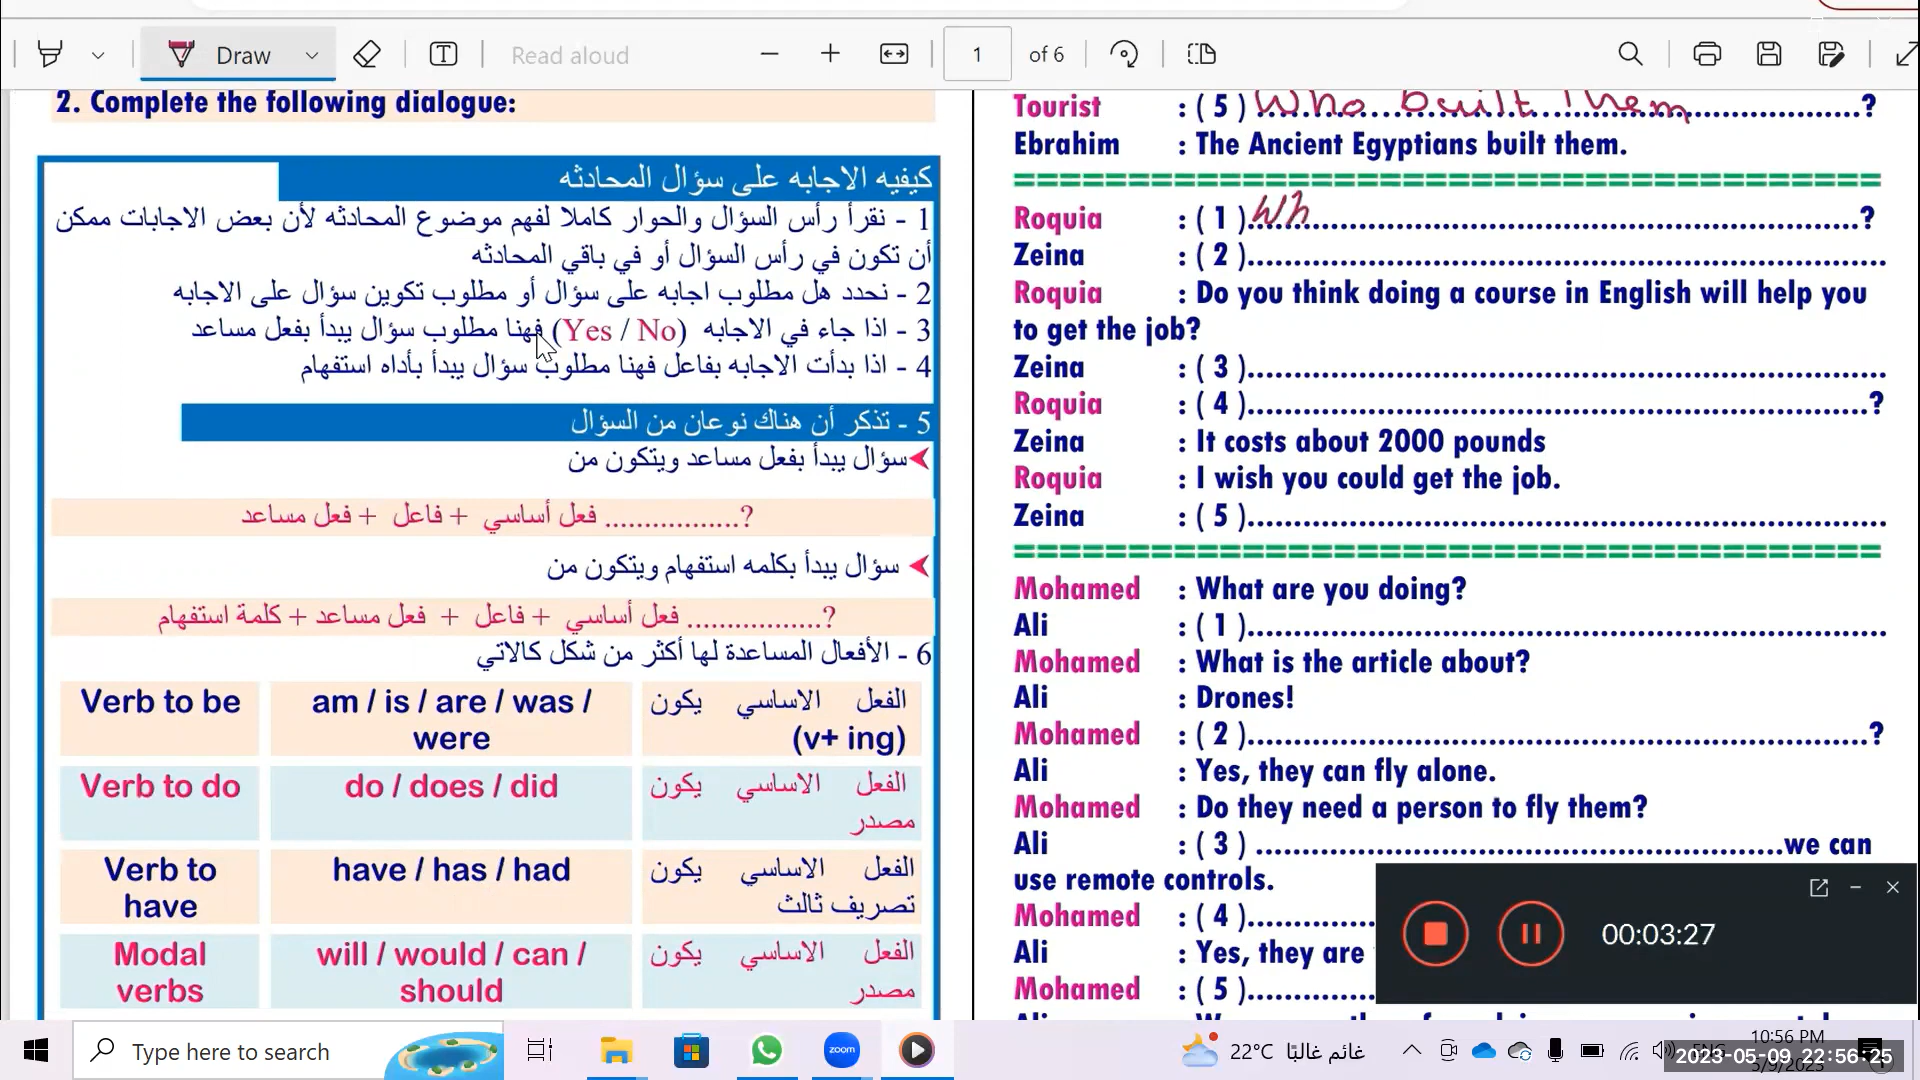 Draw
Read aloud
1
of 6
2. Complete the following dialogue:
كيفيه الاجابه على سؤال المحادثه
1 - نقرأ رأس السؤال والحوار كاملا لفهم موضوع المحادثه لأن بعض الاجابات ممكن
أن تكون في رأس السؤال أو في باقي المحادثه
2 - نحدد هل مطلوب اجابه على سؤال أو مطلوب تكوين سؤال على الاجابه
3 - اذا جاء في الاجابه (Yes / No) فهنا مطلوب سؤال يبدأ بفعل مساعد
4 - اذا بدأت الاجابه بفاعل فهنا مطلوب سؤال يبدأ بأداه استفهام
5 - تذكر أن هناك نوعان من السؤال
سؤال يبدأ بفعل مساعد ويتكون من
?................. فعل أساسي + فاعل + فعل مساعد
سؤال يبدأ بكلمه استفهام ويتكون من
?................. فعل أساسي + فاعل + فعل مساعد + كلمة استفهام
6 - الأفعال المساعدة لها أكثر من شكل كالاتي
Verb to be
am / is / are / was /
were
الفعل الاساسي يكون
(v+ ing)
Verb to do
do / does / did
الفعل الاساسي يكون
مصدر
Verb to
have
have / has / had
الفعل الاساسي يكون
تصريف ثالث
Modal
verbs
will / would / can /
should
الفعل الاساسي يكون
مصدر
Tourist : ( 5 ) Who built them ?
Ebrahim : The Ancient Egyptians built them.
==========================================
Roquia : ( 1 ) Wh..........................................?
Zeina : ( 2 )..........................................
Roquia : Do you think doing a course in English will help you
to get the job?
Zeina : ( 3 )..........................................
Roquia : ( 4 )..........................................?
Zeina : It costs about 2000 pounds
Roquia : I wish you could get the job.
Zeina : ( 5 )..........................................
==========================================
Mohamed : What are you doing?
Ali : ( 1 )..........................................
Mohamed : What is the article about?
Ali : Drones!
Mohamed : ( 2 )..........................................?
Ali : Yes, they can fly alone.
Mohamed : Do they need a person to fly them?
Ali : ( 3 ) ....................................we can
use remote controls.
Mohamed : ( 4 )............
Ali : Yes, they are
Mohamed : ( 5 )............
00:03:27
Type here to search
zoom
22°C غائم غالبًا
10:56 PM
2023-05-09 22:56:25